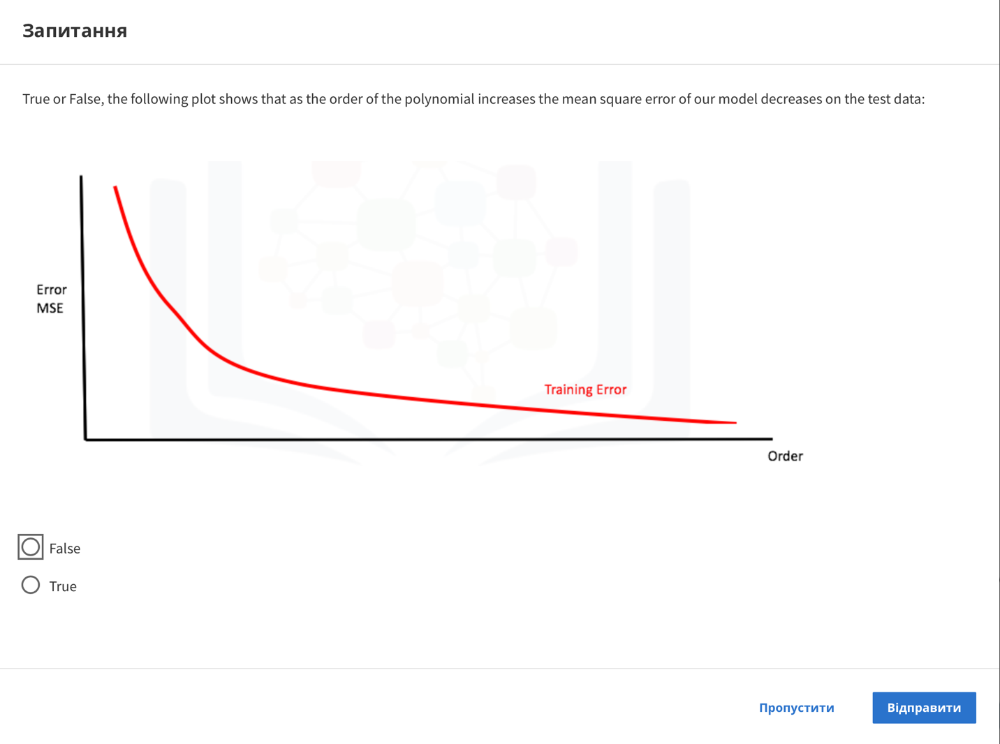 Запитання
True or False, the following plot shows that as the order of the polynomial increases the mean square error of our model decreases on the test data:
Error
MSE
Training Error
Order
False
True
Пропустити
Відправити